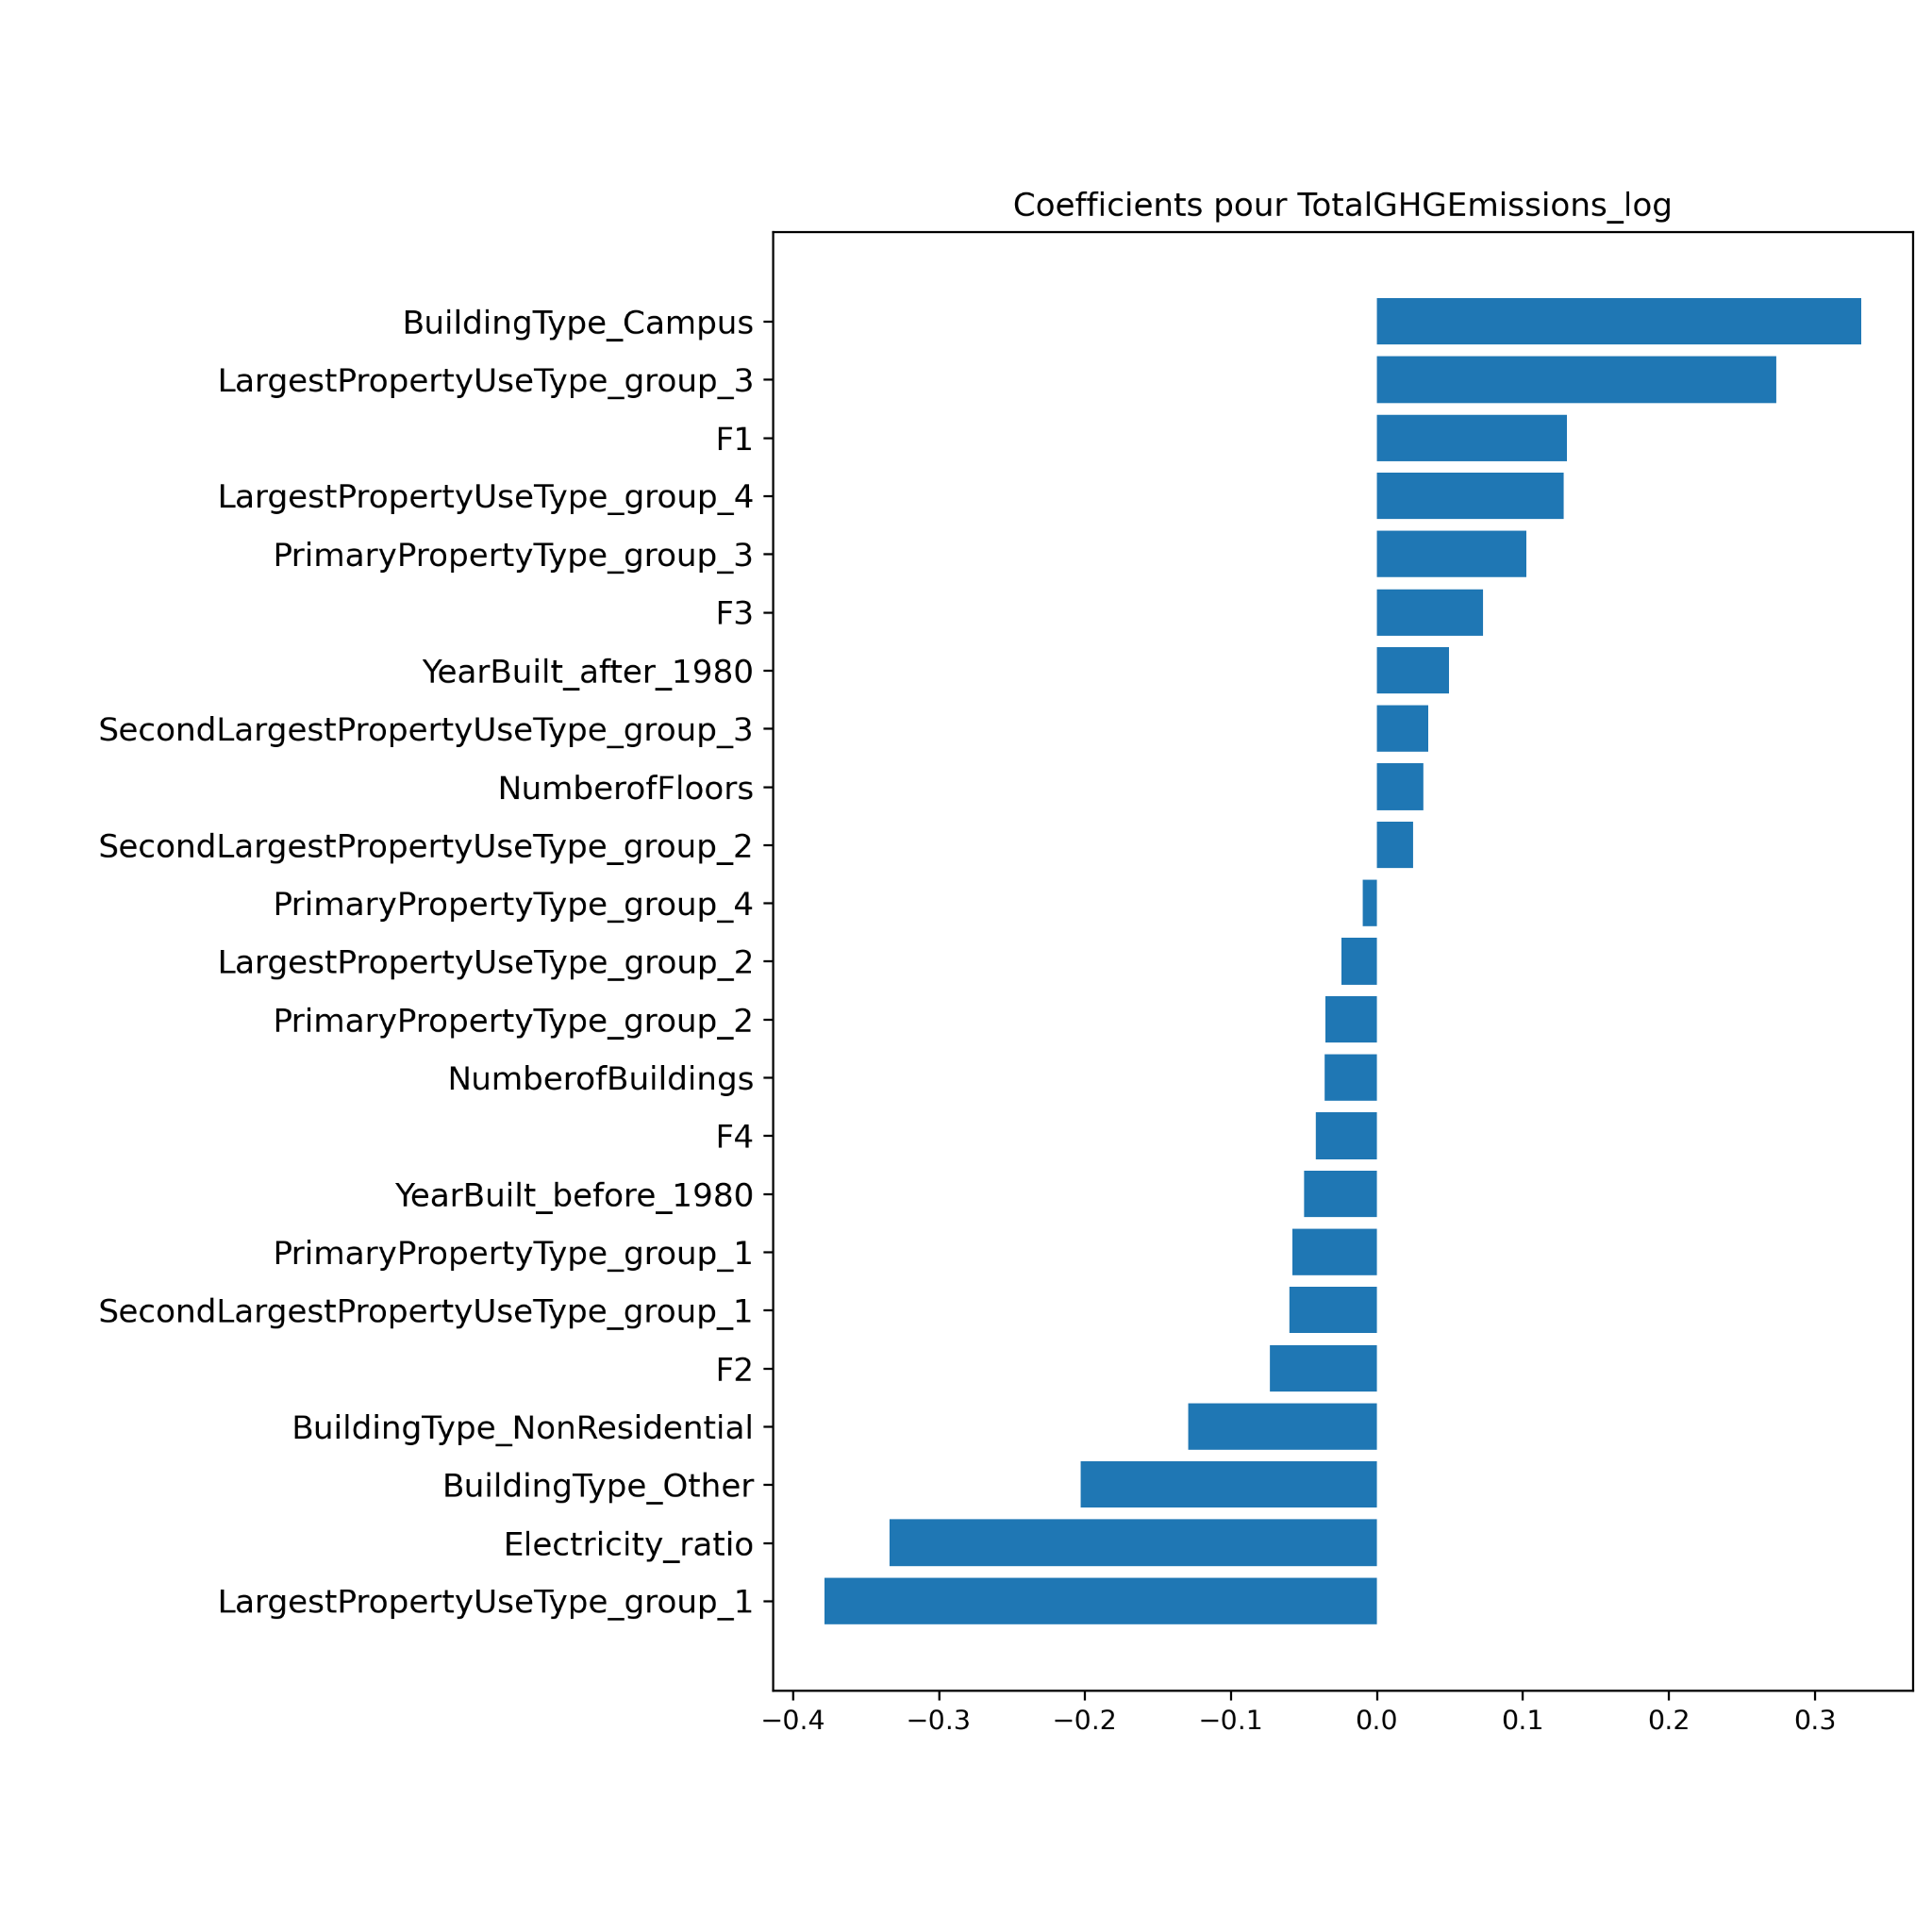 Coefficients pour TotalGHGEmissions_log
BuildingType_Campus
LargestPropertyUseType_group_3
F1
LargestPropertyUseType_group_4
PrimaryPropertyType_group_3
F3
YearBuilt_after_1980
SecondLargestPropertyUseType_group_3
NumberofFloors
SecondLargestPropertyUseType_group_2
PrimaryPropertyType_group_4
LargestPropertyUseType_group_2
PrimaryPropertyType_group_2
NumberofBuildings
F4
YearBuilt_before_1980
PrimaryPropertyType_group_1
SecondLargestPropertyUseType_group_1
F2
BuildingType_NonResidential
BuildingType_Other
Electricity_ratio
LargestPropertyUseType_group_1
−0.4 −0.3 −0.2 −0.1 0.0 0.1 0.2 0.3